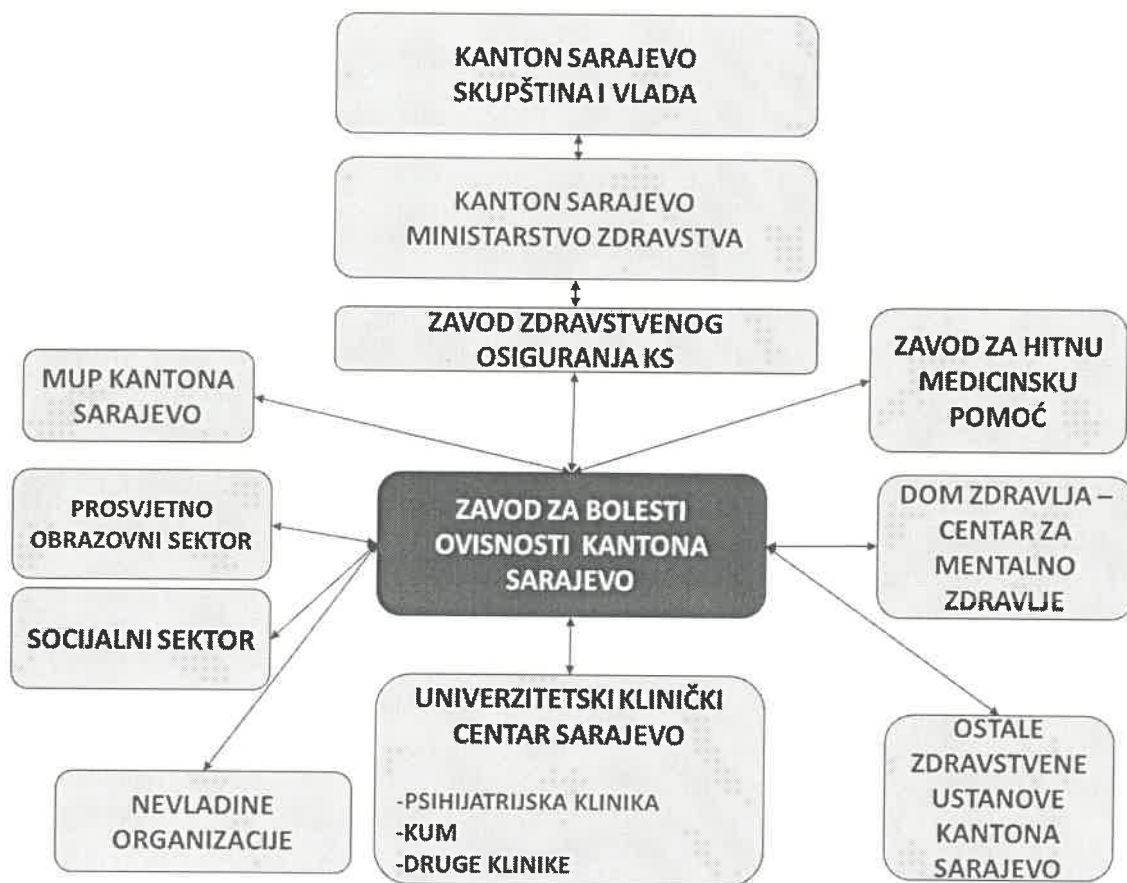 KANTON SARAJEVO
SKUPŠTINA I VLADA
KANTON SARAJEVO
MINISTARSTVO ZDRAVSTVA
ZAVOD ZDRAVSTVENOG
OSIGURANJA KS
MUP KANTONA
SARAJEVO
ZAVOD ZA HITNU
MEDICINSKU
POMOĆ
PROSVJETNO
OBRAZOVNI SEKTOR
ZAVOD ZA BOLESTI
OVISNOSTI KANTONA
SARAJEVO
DOM ZDRAVLJA –
CENTAR ZA
MENTALNO
ZDRAVLJE
SOCIJALNI SEKTOR
UNIVERZITETSKI KLINIČKI
CENTAR SARAJEVO
-PSIHIJATRIJSKA KLINIKA
-KUM
-DRUGE KLINIKE
NEVLADINE
ORGANIZACIJE
OSTALE
ZDRAVSTVENE
USTANOVE
KANTONA
SARAJEVO